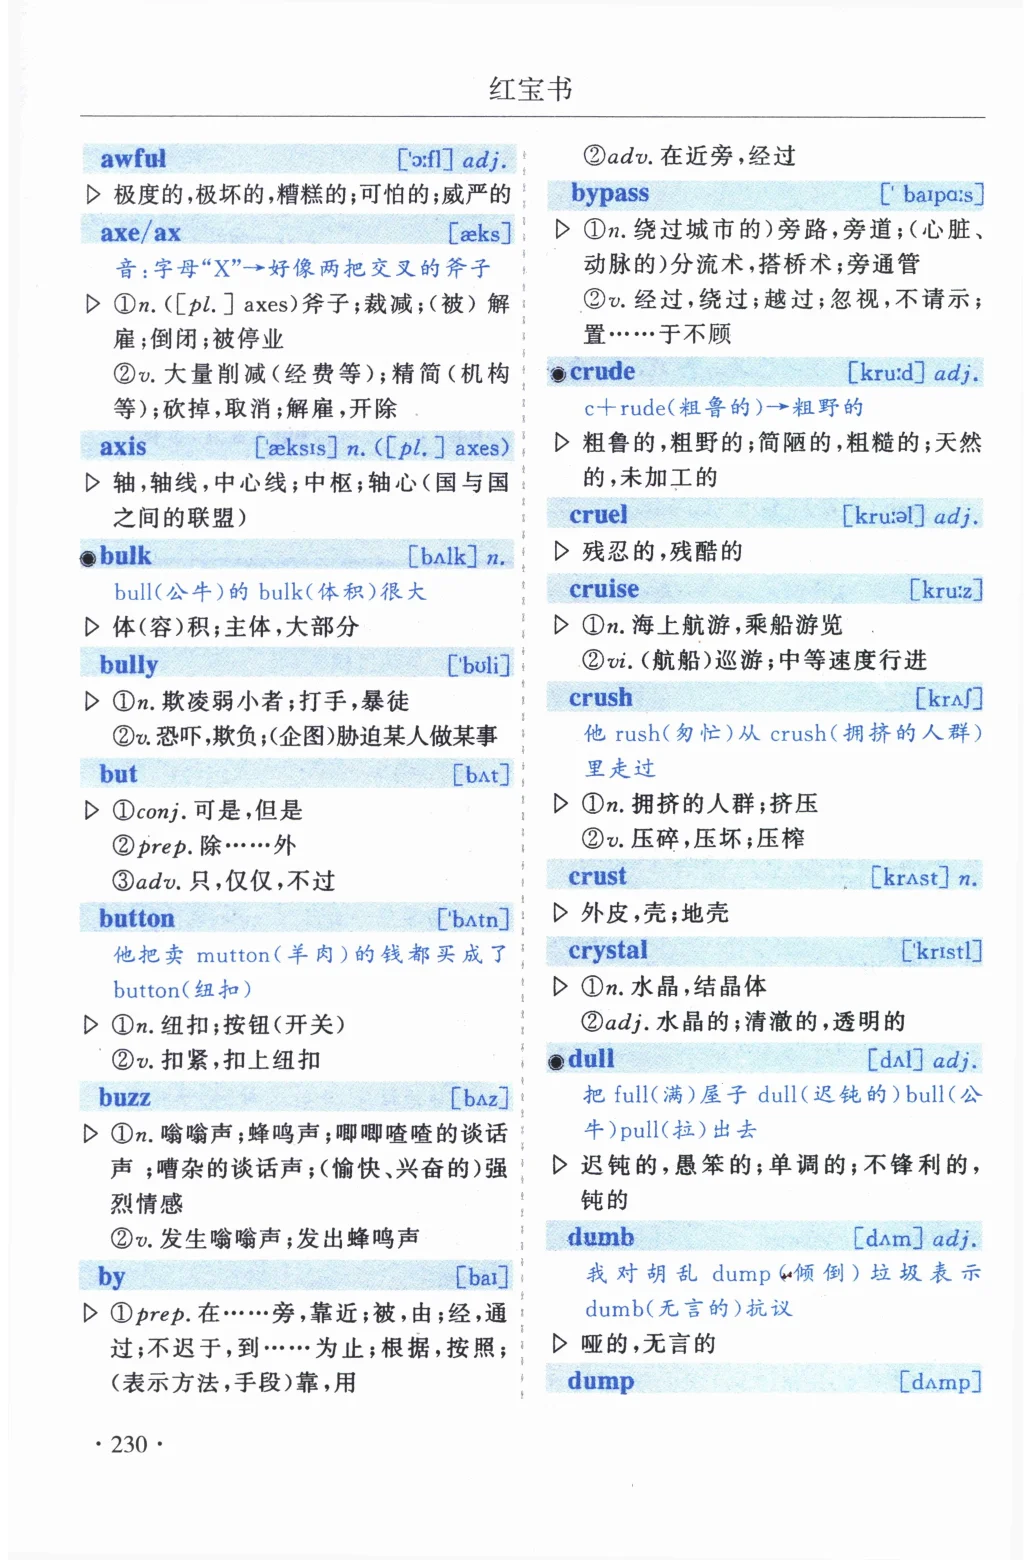 红宝书
awful ['ɔ:fl] adj.
▷ 极度的,极坏的,糟糕的;可怕的;威严的
axe/ax [æks]
音:字母“X”→好像两把交叉的斧子
▷ ①n. ([pl. ] axes)斧子;裁减;(被) 解
雇;倒闭;被停业
②v. 大量削减(经费等);精简(机构
等);砍掉,取消;解雇,开除
axis ['æksɪs] n. ([pl. ] axes)
▷ 轴,轴线,中心线;中枢;轴心(国与国
之间的联盟)
◉bulk [bʌlk] n.
bull(公牛)的 bulk(体积)很大
▷ 体(容)积;主体,大部分
bully ['bʊli]
▷ ①n. 欺凌弱小者;打手,暴徒
②v. 恐吓,欺负;(企图)胁迫某人做某事
but [bʌt]
▷ ①conj. 可是,但是
②prep. 除……外
③adv. 只,仅仅,不过
button ['bʌtn]
他把卖 mutton(羊肉)的钱都买成了
button(纽扣)
▷ ①n. 纽扣;按钮(开关)
②v. 扣紧,扣上纽扣
buzz [bʌz]
▷ ①n. 嗡嗡声;蜂鸣声;唧唧喳喳的谈话
声 ;嘈杂的谈话声;(愉快、兴奋的)强
烈情感
②v. 发生嗡嗡声;发出蜂鸣声
by [baɪ]
▷ ①prep. 在……旁,靠近;被,由;经,通
过;不迟于,到……为止;根据,按照;
(表示方法,手段)靠,用
②adv. 在近旁,经过
bypass [' baɪpɑ:s]
▷ ①n. 绕过城市的)旁路,旁道;(心脏、
动脉的)分流术,搭桥术;旁通管
②v. 经过,绕过;越过;忽视,不请示;
置……于不顾
◉crude [kru:d] adj.
c+rude(粗鲁的)→粗野的
▷ 粗鲁的,粗野的;简陋的,粗糙的;天然
的,未加工的
cruel [kru:əl] adj.
▷ 残忍的,残酷的
cruise [kru:z]
▷ ①n. 海上航游,乘船游览
②vi. (航船)巡游;中等速度行进
crush [krʌʃ]
他 rush(匆忙)从 crush(拥挤的人群)
里走过
▷ ①n. 拥挤的人群;挤压
②v. 压碎,压坏;压榨
crust [krʌst] n.
▷ 外皮,壳;地壳
crystal ['krɪstl]
▷ ①n. 水晶,结晶体
②adj. 水晶的;清澈的,透明的
◉dull [dʌl] adj.
把 full(满)屋子 dull(迟钝的)bull(公
牛)pull(拉)出去
▷ 迟钝的,愚笨的;单调的;不锋利的,
钝的
dumb [dʌm] adj.
我对胡乱 dump(倾倒)垃圾表示
dumb(无言的)抗议
▷ 哑的,无言的
dump [dʌmp]
· 230 ·